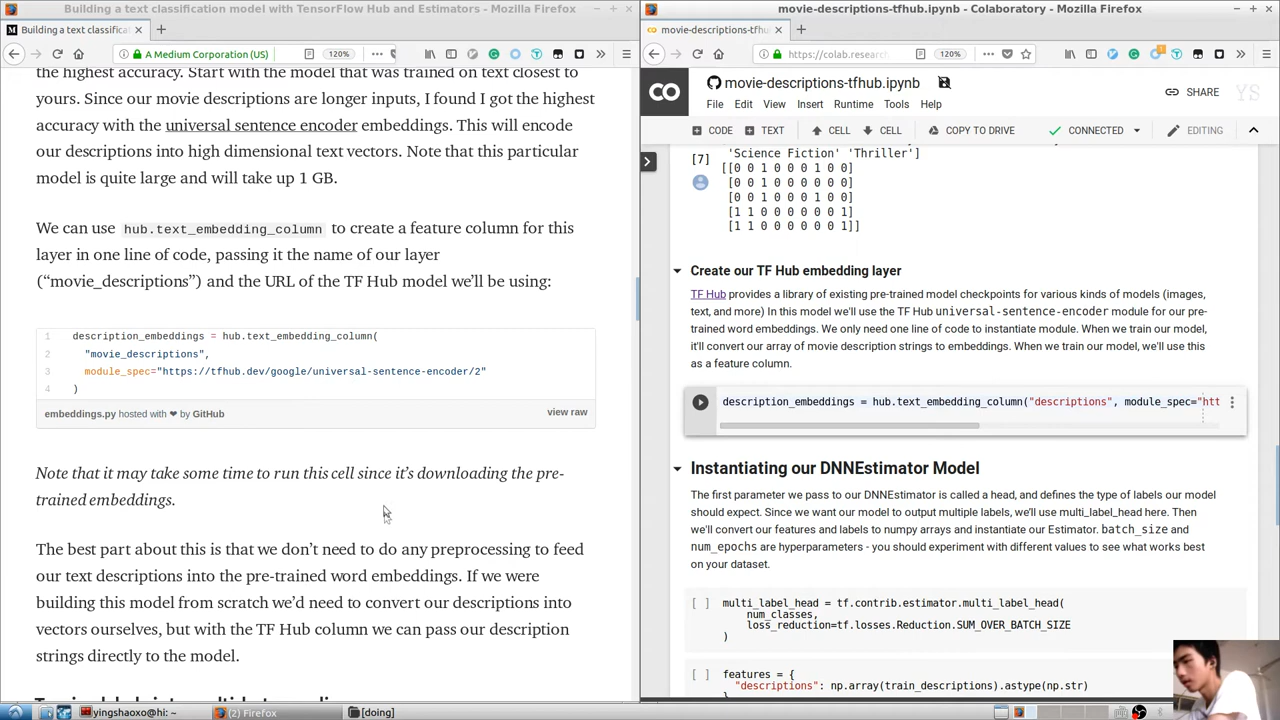 Building a text classification model with TensorFlow Hub and Estimators - Mozilla Firefox
Building a text classificat
A Medium Corporation (US)
120%
the highest accuracy. Start with the model that was trained on text closest to
yours. Since our movie descriptions are longer inputs, I found I got the highest
accuracy with the universal sentence encoder embeddings. This will encode
our descriptions into high dimensional text vectors. Note that this particular
model is quite large and will take up 1 GB.
We can use hub.text_embedding_column to create a feature column for this
layer in one line of code, passing it the name of our layer
(“movie_descriptions”) and the URL of the TF Hub model we’ll be using:
1 description_embeddings = hub.text_embedding_column(
2 "movie_descriptions",
3 module_spec="https://tfhub.dev/google/universal-sentence-encoder/2"
4 )
embeddings.py hosted with ❤ by GitHub view raw
Note that it may take some time to run this cell since it’s downloading the pre-
trained embeddings.
The best part about this is that we don’t need to do any preprocessing to feed
our text descriptions into the pre-trained word embeddings. If we were
building this model from scratch we’d need to convert our descriptions into
vectors ourselves, but with the TF Hub column we can pass our description
strings directly to the model.
movie-descriptions-tfhub.ipynb - Colaboratory - Mozilla Firefox
movie-descriptions-tfhu
https://colab.researc
120%
CO
movie-descriptions-tfhub.ipynb
SHARE
YS
File Edit View Insert Runtime Tools Help
CODE TEXT CELL CELL COPY TO DRIVE CONNECTED EDITING
'Science Fiction' 'Thriller']
[7]
[[0 0 1 0 0 0 1 0 0]
[0 0 1 0 0 0 0 0 0]
[0 0 1 0 0 0 1 0 0]
[1 1 0 0 0 0 0 0 1]
[1 1 0 0 0 0 0 0 1]]
Create our TF Hub embedding layer
TF Hub provides a library of existing pre-trained model checkpoints for various kinds of models (images,
text, and more) In this model we'll use the TF Hub universal-sentence-encoder module for our pre-
trained word embeddings. We only need one line of code to instantiate module. When we train our model,
it'll convert our array of movie description strings to embeddings. When we train our model, we'll use this
as a feature column.
description_embeddings = hub.text_embedding_column("descriptions", module_spec="htt
Instantiating our DNNEstimator Model
The first parameter we pass to our DNNEstimator is called a head, and defines the type of labels our model
should expect. Since we want our model to output multiple labels, we'll use multi_label_head here. Then
we'll convert our features and labels to numpy arrays and instantiate our Estimator. batch_size and
num_epochs are hyperparameters - you should experiment with different values to see what works best
on your dataset.
[ ] multi_label_head = tf.contrib.estimator.multi_label_head(
num_classes,
loss_reduction=tf.losses.Reduction.SUM_OVER_BATCH_SIZE
)
[ ] features = {
"descriptions": np.array(train_descriptions).astype(np.str)
yingshaoxo@hi: ~
(2) Firefox
[doing]